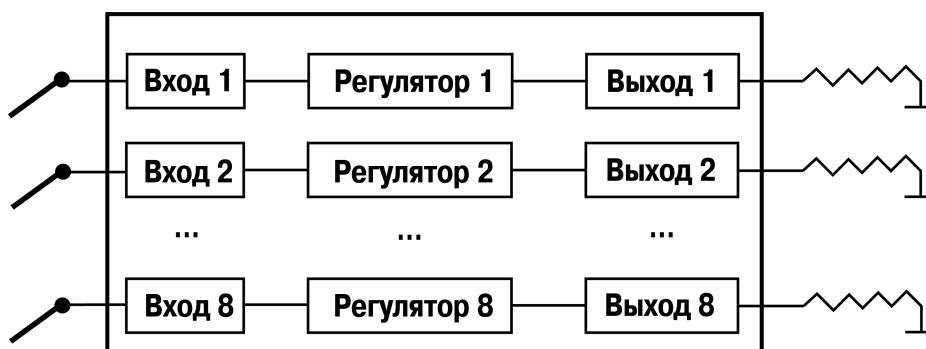 Вход 1 Регулятор 1 Выход 1
Вход 2 Регулятор 2 Выход 2
... ... ...
Вход 8 Регулятор 8 Выход 8